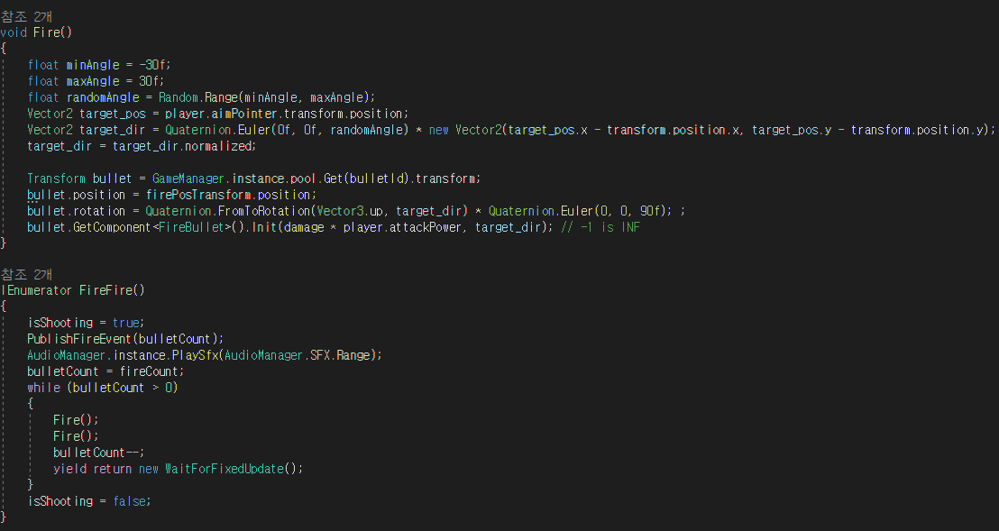 참조 2개
void Fire()
{
    float minAngle = -30f;
    float maxAngle = 30f;
    float randomAngle = Random.Range(minAngle, maxAngle);
    Vector2 target_pos = player.aimPointer.transform.position;
    Vector2 target_dir = Quaternion.Euler(0f, 0f, randomAngle) * new Vector2(target_pos.x - transform.position.x, target_pos.y - transform.position.y);
    target_dir = target_dir.normalized;

    Transform bullet = GameManager.instance.pool.Get(bulletId).transform;
    bullet.position = firePosTransform.position;
    bullet.rotation = Quaternion.FromToRotation(Vector3.up, target_dir) * Quaternion.Euler(0, 0, 90f); ;
    bullet.GetComponent<FireBullet>().Init(damage * player.attackPower, target_dir); // -1 is INF
}

참조 2개
IEnumerator FireFire()
{
    isShooting = true;
    PublishFireEvent(bulletCount);
    AudioManager.instance.PlaySfx(AudioManager.SFX.Range);
    bulletCount = fireCount;
    while (bulletCount > 0)
    {
        Fire();
        Fire();
        bulletCount--;
        yield return new WaitForFixedUpdate();
    }
    isShooting = false;
}